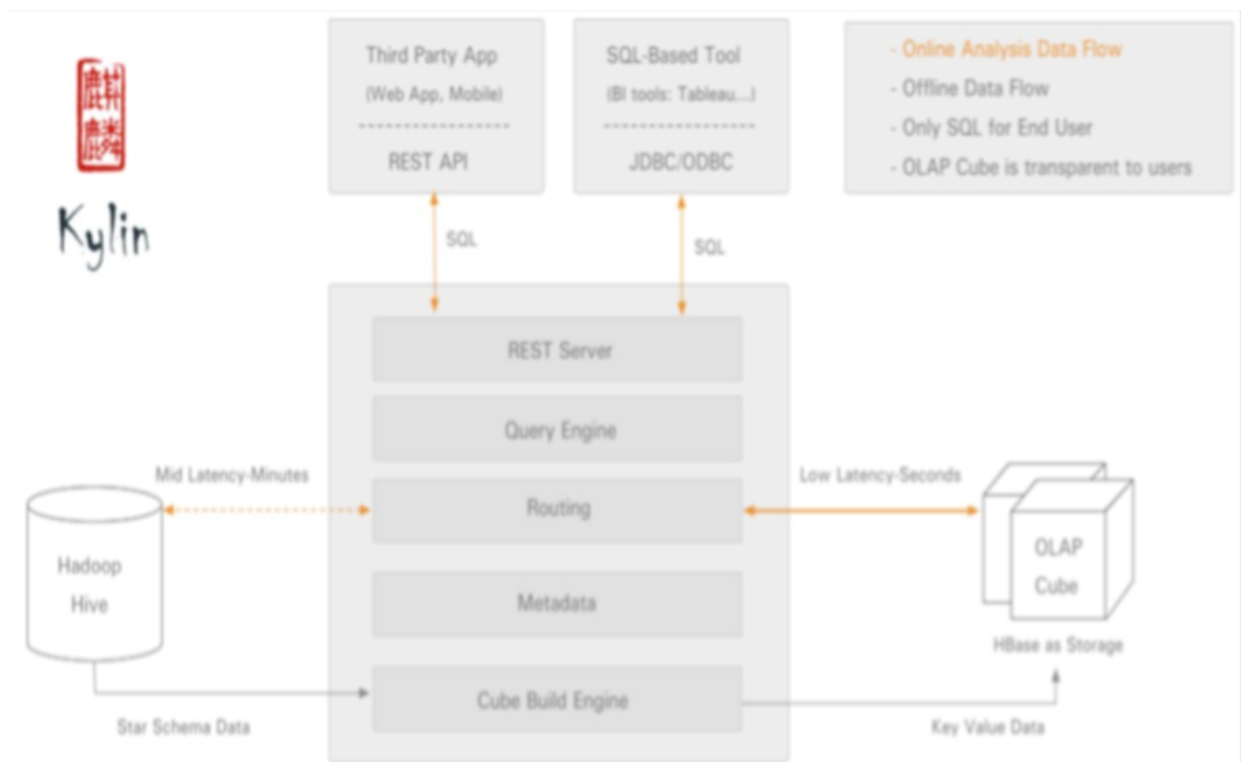 麒
麟
Kylin
Third Party App
(Web App, Mobile)
REST API
SQL-Based Tool
(BI tools: Tableau...)
JDBC/ODBC
- Online Analysis Data Flow
- Offline Data Flow
- Only SQL for End User
- OLAP Cube is transparent to users
SQL
SQL
REST Server
Query Engine
Mid Latency-Minutes
Routing
Low Latency-Seconds
Hadoop
Hive
OLAP
Cube
Metadata
HBase as Storage
Cube Build Engine
Star Schema Data
Key Value Data